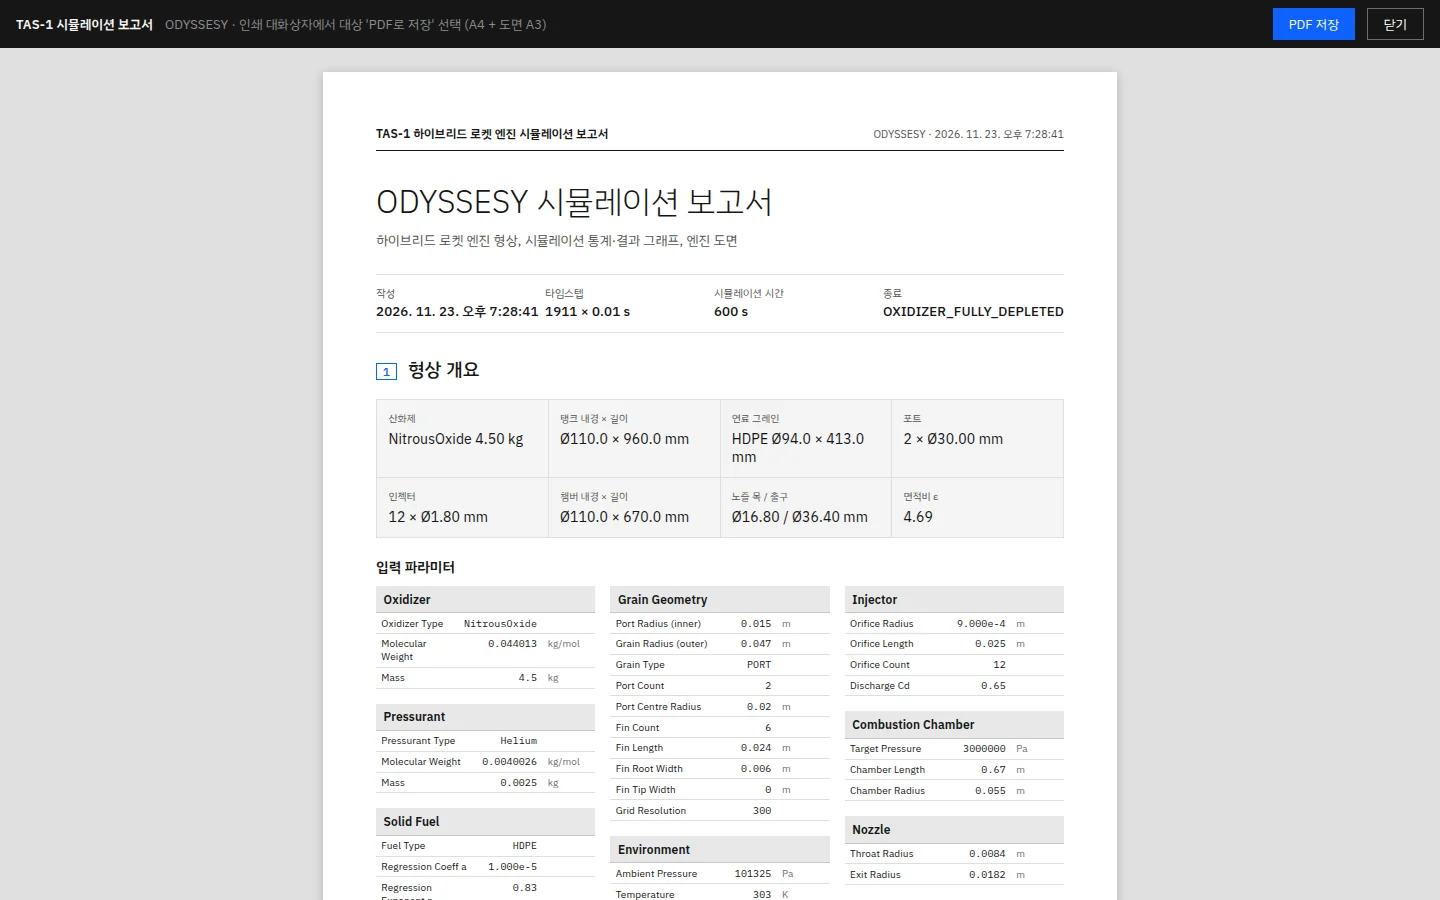 TAS-1 시뮬레이션 보고서 ODYSSESY · 인쇄 대화상자에서 대상 'PDF로 저장' 선택 (A4 + 도면 A3) PDF 저장 닫기
TAS-1 하이브리드 로켓 엔진 시뮬레이션 보고서 ODYSSESY · 2026. 11. 23. 오후 7:28:41
ODYSSESY 시뮬레이션 보고서
하이브리드 로켓 엔진 형상, 시뮬레이션 통계·결과 그래프, 엔진 도면
작성 타임스텝 시뮬레이션 시간 종료
2026. 11. 23. 오후 7:28:41 1911 × 0.01 s 600 s OXIDIZER_FULLY_DEPLETED
1 형상 개요
산화제 탱크 내경 × 길이 연료 그레인 포트
NitrousOxide 4.50 kg Ø110.0 × 960.0 mm HDPE Ø94.0 × 413.0 mm 2 × Ø30.00 mm
인젝터 챔버 내경 × 길이 노즐 목 / 출구 면적비 ε
12 × Ø1.80 mm Ø110.0 × 670.0 mm Ø16.80 / Ø36.40 mm 4.69
입력 파라미터
Oxidizer
Oxidizer Type NitrousOxide
Molecular Weight 0.044013 kg/mol
Mass 4.5 kg
Pressurant
Pressurant Type Helium
Molecular Weight 0.0040026 kg/mol
Mass 0.0025 kg
Solid Fuel
Fuel Type HDPE
Regression Coeff a 1.000e-5
Regression 0.83
Grain Geometry
Port Radius (inner) 0.015 m
Grain Radius (outer) 0.047 m
Grain Type PORT
Port Count 2
Port Centre Radius 0.02 m
Fin Count 6
Fin Length 0.024 m
Fin Root Width 0.006 m
Fin Tip Width 0 m
Grid Resolution 300
Environment
Ambient Pressure 101325 Pa
Temperature 303 K
Injector
Orifice Radius 9.000e-4 m
Orifice Length 0.025 m
Orifice Count 12
Discharge Cd 0.65
Combustion Chamber
Target Pressure 3000000 Pa
Chamber Length 0.67 m
Chamber Radius 0.055 m
Nozzle
Throat Radius 0.0084 m
Exit Radius 0.0182 m